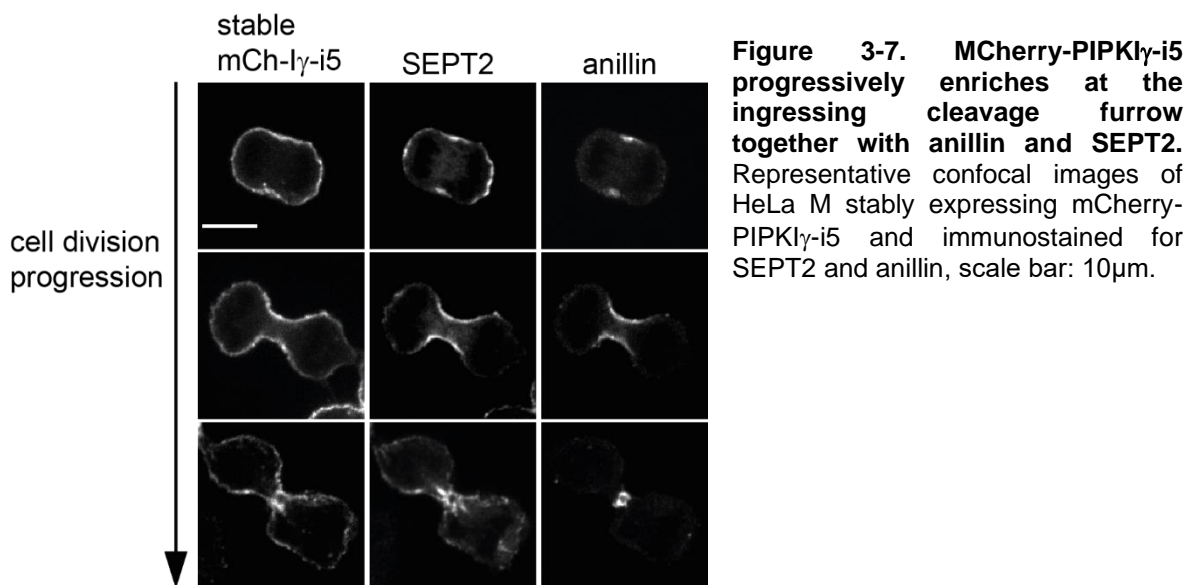 stable
mCh-Iγ-i5
SEPT2
anillin
cell division
progression
Figure 3-7. MCherry-PIPKIγ-i5
progressively enriches at the
ingressing cleavage furrow
together with anillin and SEPT2.
Representative confocal images of
HeLa M stably expressing mCherry-
PIPKIγ-i5 and immunostained for
SEPT2 and anillin, scale bar: 10µm.